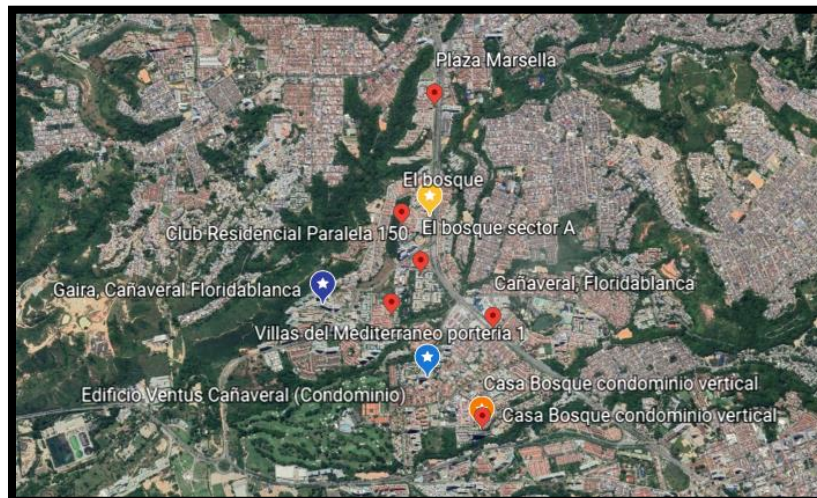 Plaza Marsella
El bosque
El bosque sector A
Club Residencial Paralela 150
Gaira, Cañaveral Floridablanca
Cañaveral, Floridablanca
Villas del Mediterraneo porteria 1
Casa Bosque condominio vertical
Edificio Ventus Cañaveral (Condominio)
Casa Bosque condominio vertical